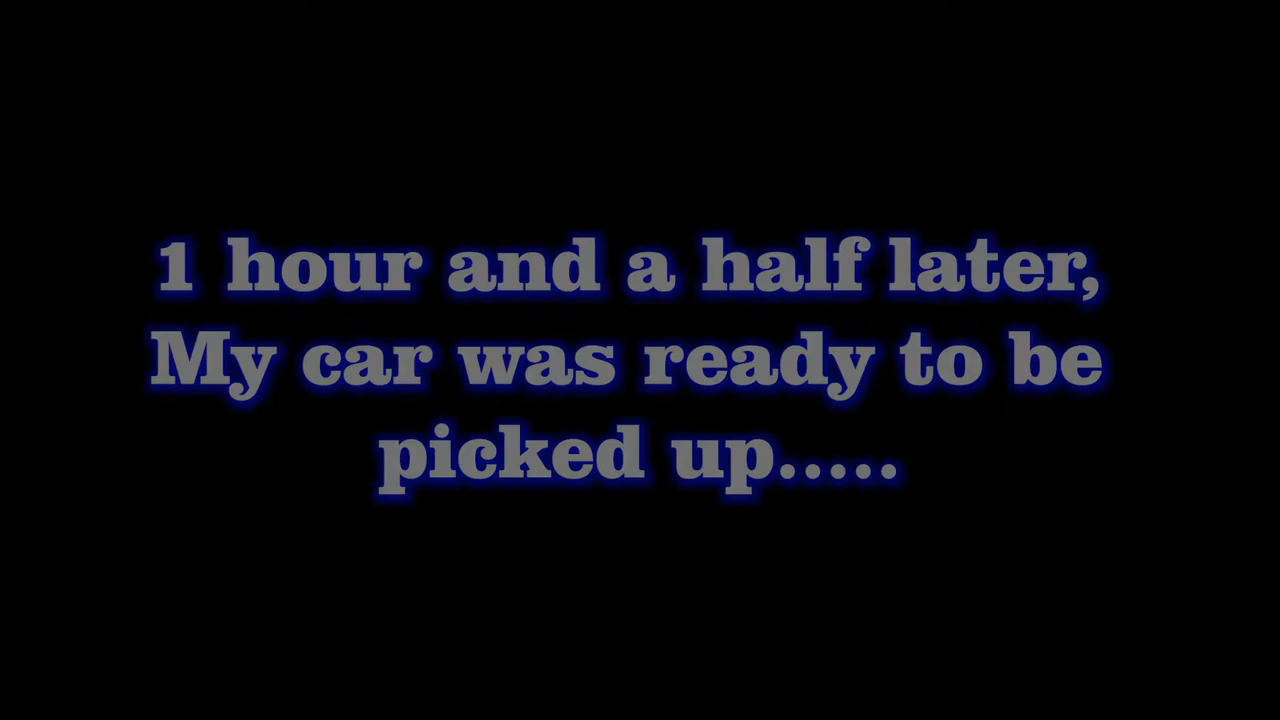 1 hour and a half later,
My car was ready to be
picked up.....